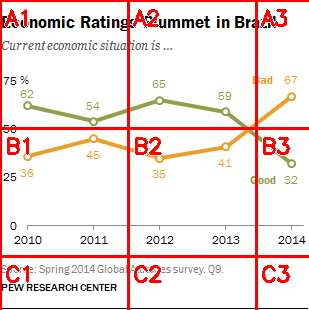 Economic Ratings Plummet in Brazil
Current economic situation is ...
75 %
Bad 67
62 54 65 59
50
36 45 35 41
25
Good 32
0
2010 2011 2012 2013 2014
Source: Spring 2014 Global Attitudes survey. Q9.
PEW RESEARCH CENTER
A1 A2 A3
B1 B2 B3
C1 C2 C3